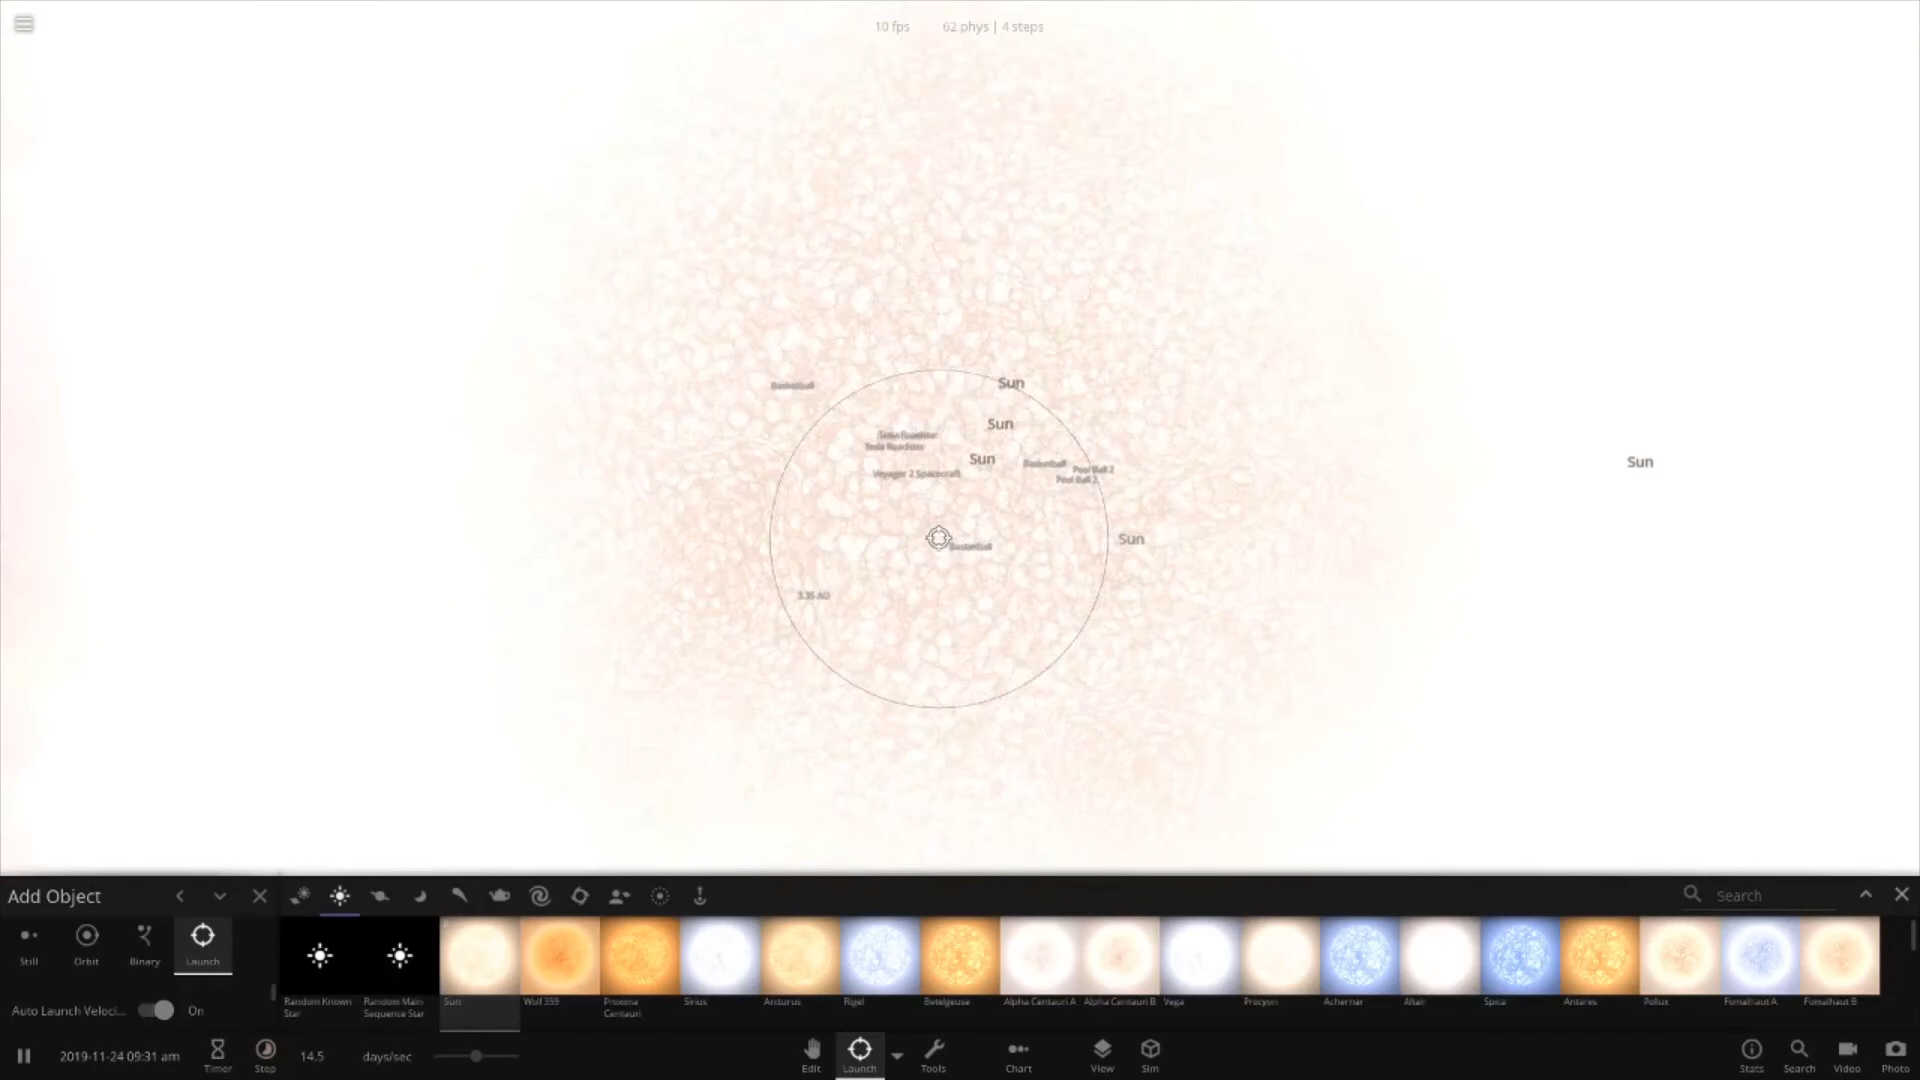 10 fps 62 phys | 4 steps
Basketball
Sun
Sun
Tesla Roadster
Tesla Roadster
Sun
Voyager 2 Spacecraft
Basketball
Pool Ball 2
Pool Ball 2
Sun
Sun
Basketball
3.35 AU
Add Object
Search
Still
Orbit
Binary
Launch
Random Known Star
Random Main Sequence Star
Sun
Wolf 359
Proxima Centauri
Sirius
Arcturus
Rigel
Betelgeuse
Alpha Centauri A
Alpha Centauri B
Vega
Procyon
Achernar
Altair
Spica
Antares
Pollux
Fomalhaut A
Fomalhaut B
Auto Launch Veloci... On
2019-11-24 09:31 am
Timer
Step
14.5 days/sec
Edit
Launch
Tools
Chart
View
Sim
Stats
Search
Video
Photo